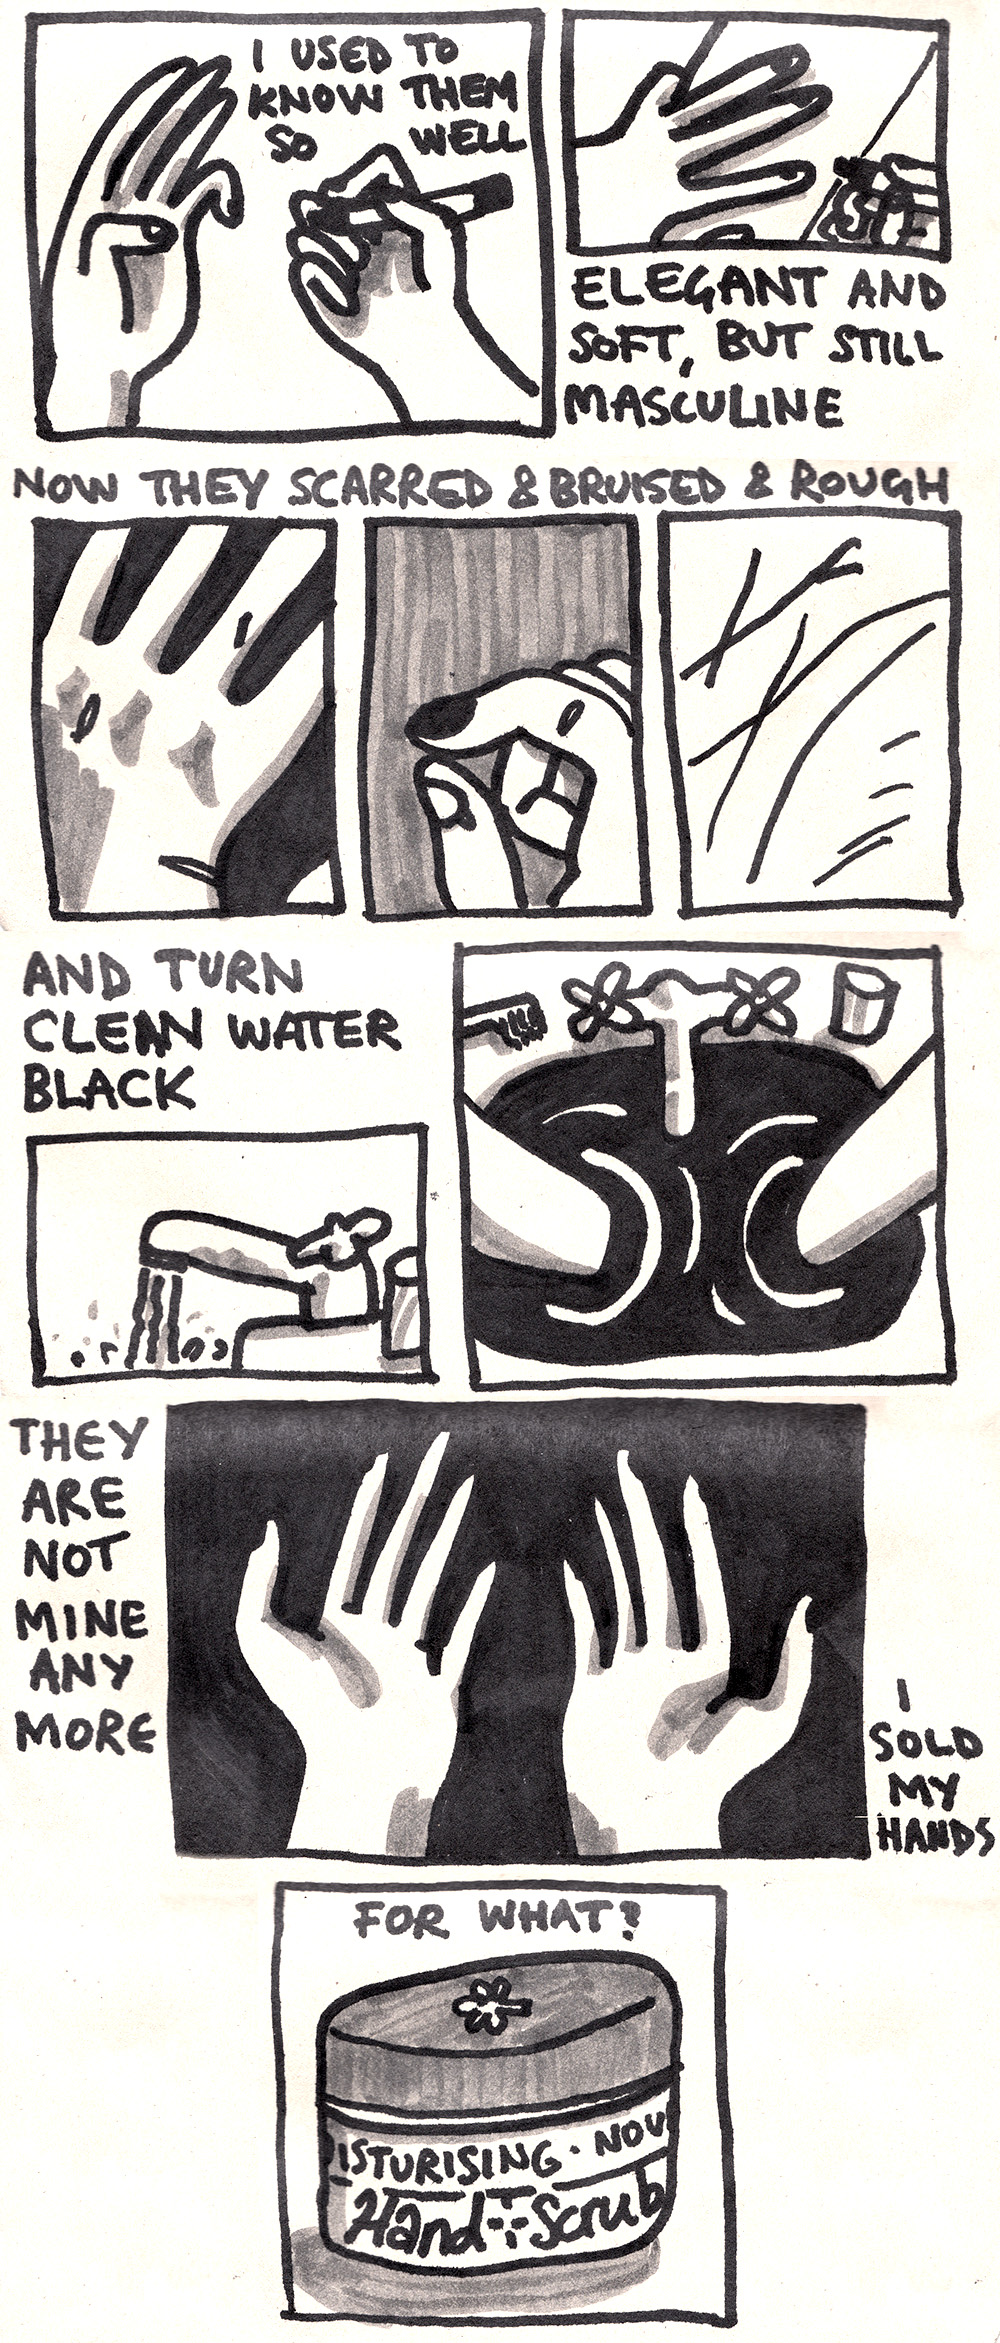 I USED TO
KNOW THEM
SO WELL
ELEGANT AND
SOFT, BUT STILL
MASCULINE
NOW THEY SCARRED & BRUISED & ROUGH
AND TURN
CLEAN WATER
BLACK
THEY
ARE
NOT
MINE
ANY
MORE
I
SOLD
MY
HANDS
FOR WHAT?
ISTURISING · NOU
Hand Scrub